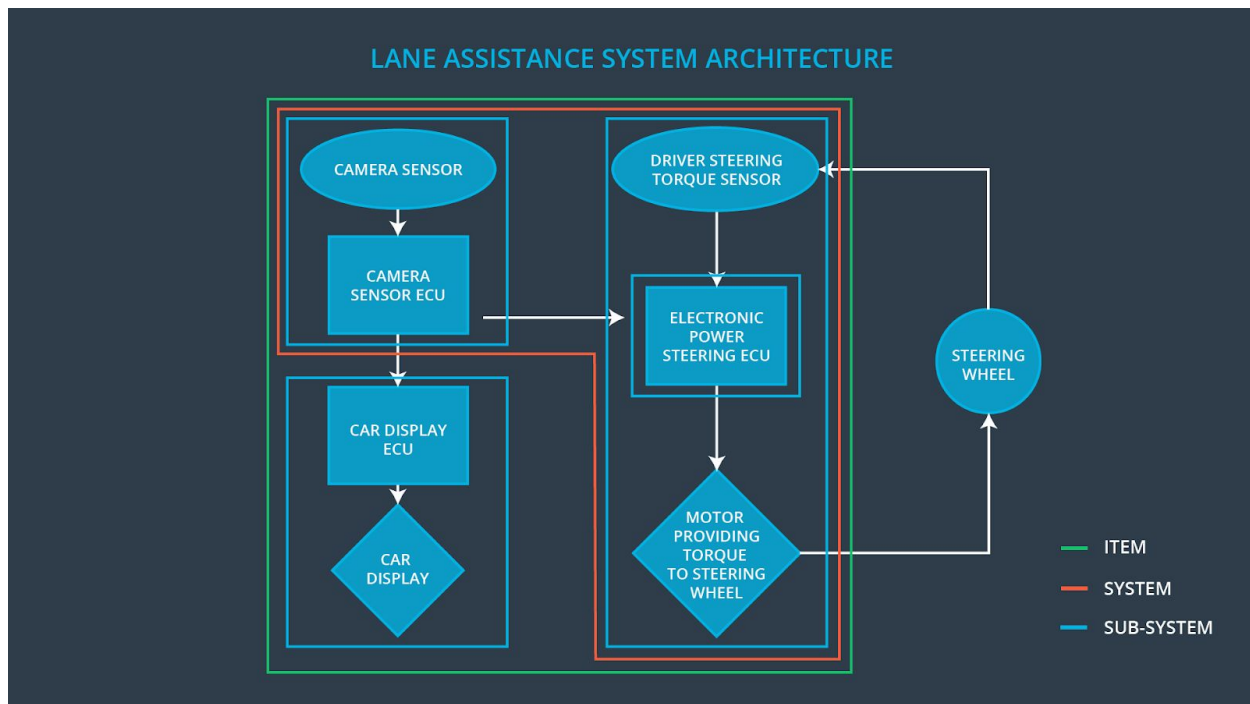 LANE ASSISTANCE SYSTEM ARCHITECTURE
CAMERA SENSOR
CAMERA
SENSOR ECU
CAR DISPLAY
ECU
CAR
DISPLAY
DRIVER STEERING
TORQUE SENSOR
ELECTRONIC
POWER
STEERING ECU
MOTOR
PROVIDING
TORQUE
TO STEERING
WHEEL
STEERING
WHEEL
ITEM
SYSTEM
SUB-SYSTEM